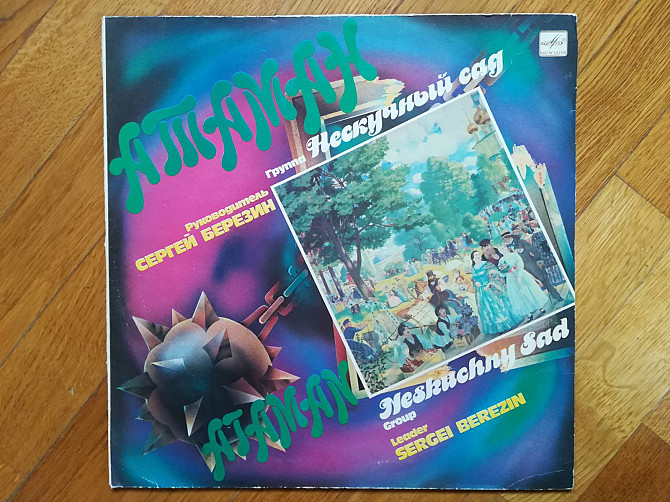 АТАМАН
Группа Нескучный сад
Руководитель
СЕРГЕЙ БЕРЕЗИН
ATAMAN
Neskuchny Sad
Group
Leader
SERGEI BEREZIN